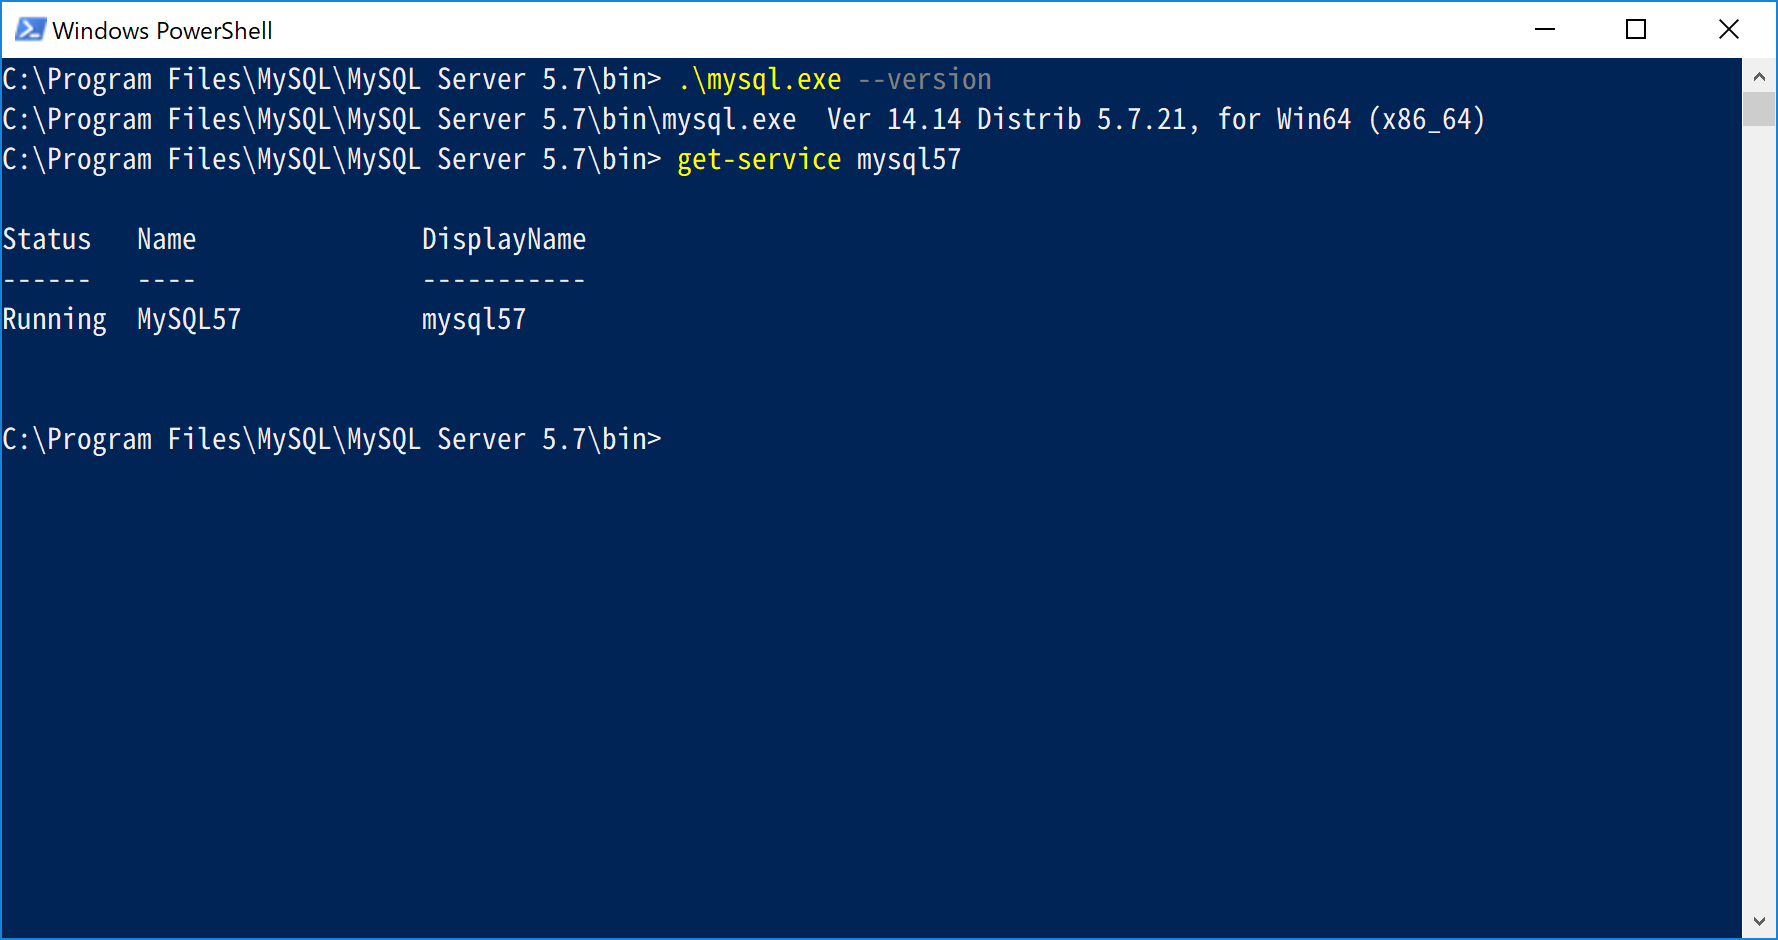 Windows PowerShell
C:\Program Files\MySQL\MySQL Server 5.7\bin> .\mysql.exe --version
C:\Program Files\MySQL\MySQL Server 5.7\bin\mysql.exe  Ver 14.14 Distrib 5.7.21, for Win64 (x86_64)
C:\Program Files\MySQL\MySQL Server 5.7\bin> get-service mysql57
Status   Name               DisplayName
------   ----               -----------
Running  MySQL57            mysql57
C:\Program Files\MySQL\MySQL Server 5.7\bin>